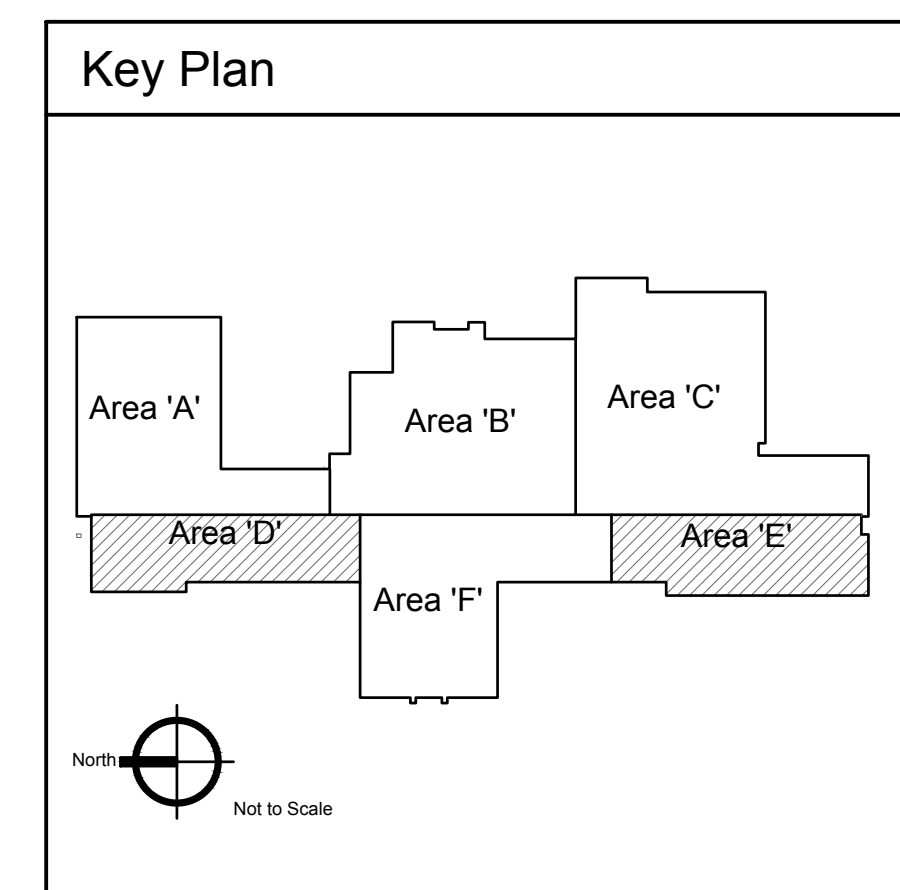 Key Plan
Area 'A'
Area 'B'
Area 'C'
Area 'D'
Area 'E'
Area 'F'
North
Not to Scale